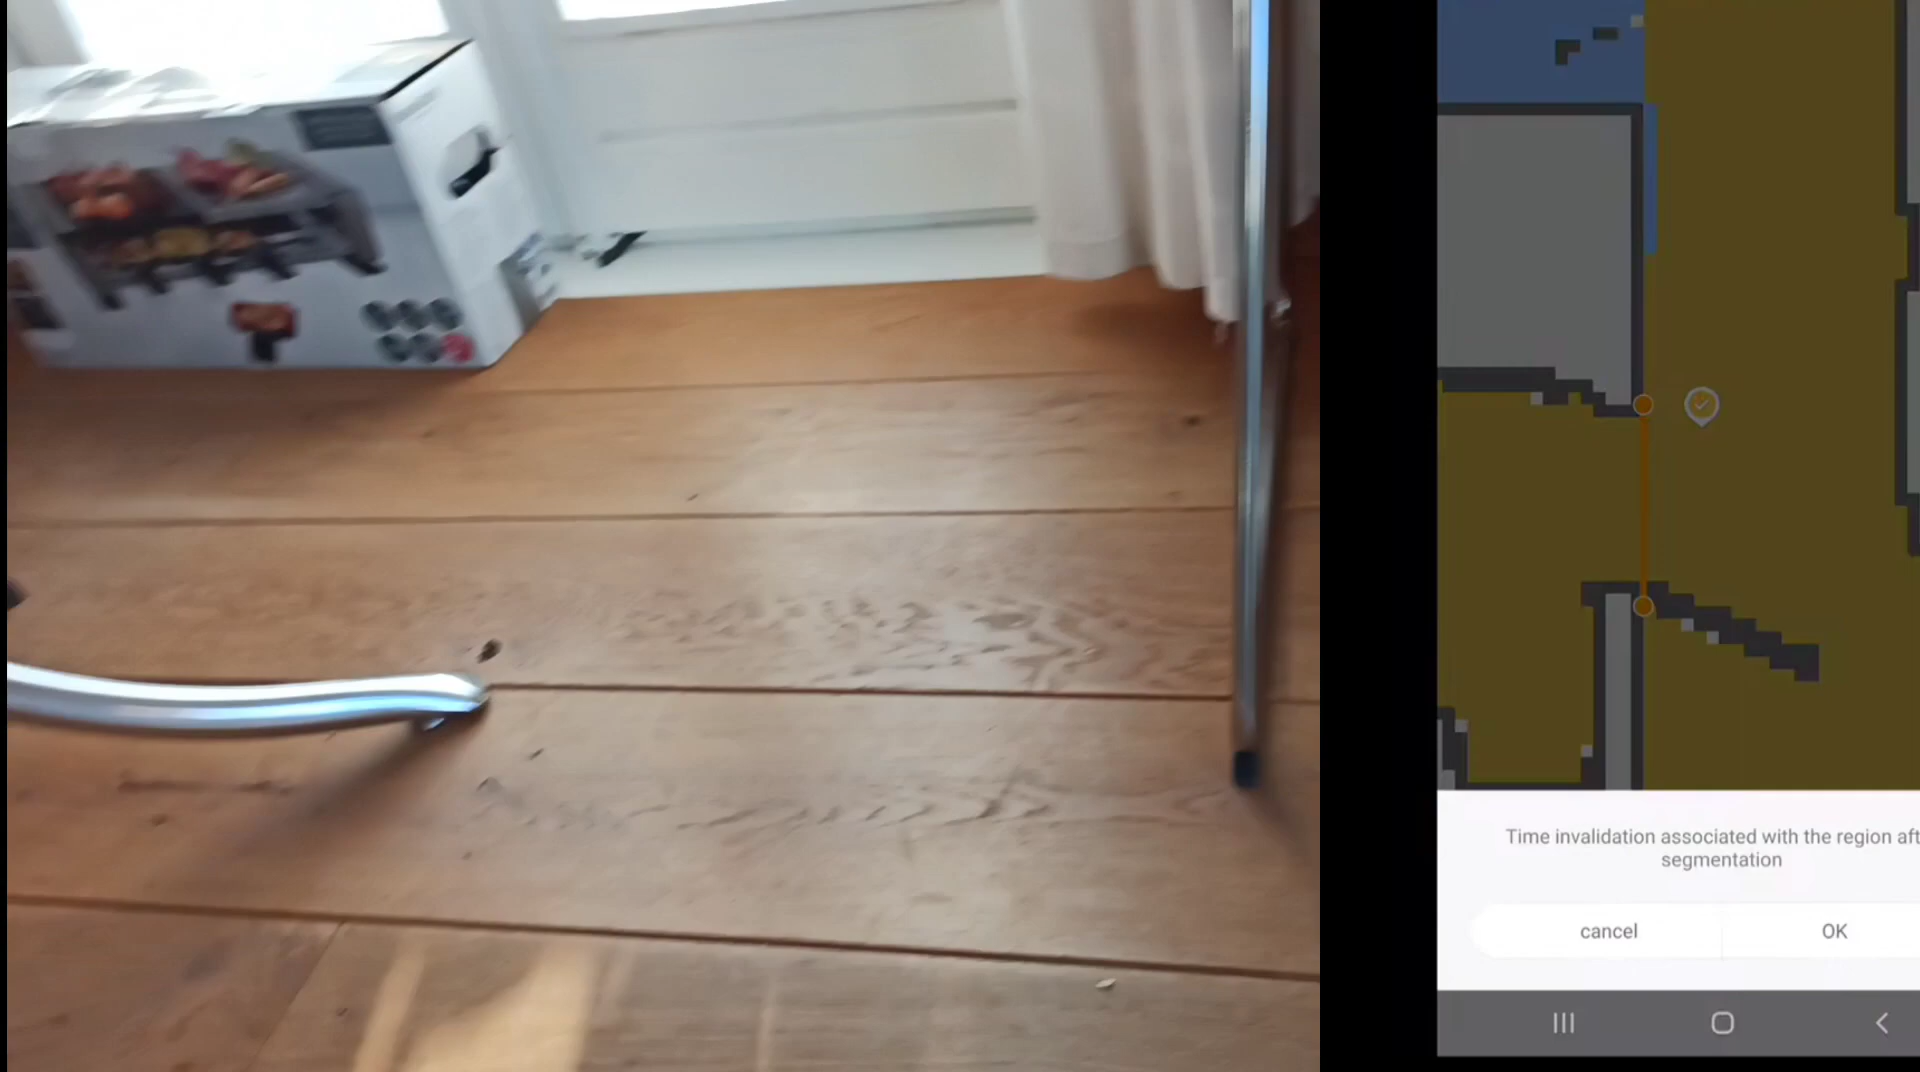 Time invalidation associated with the region aft
segmentation
cancel
OK